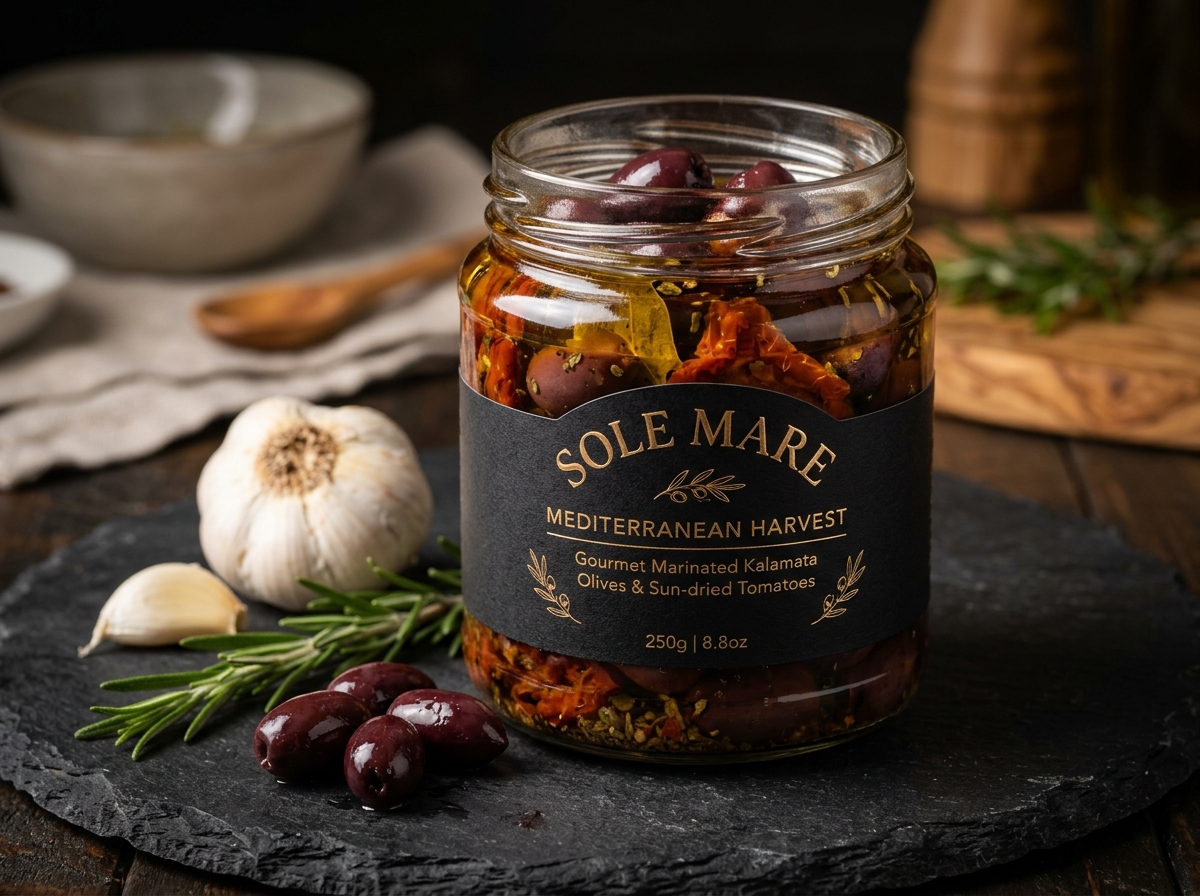 SOLE MARE
MEDITERRANEAN HARVEST
Gourmet Marinated Kalamata
Olives & Sun-dried Tomatoes
250g | 8.8oz